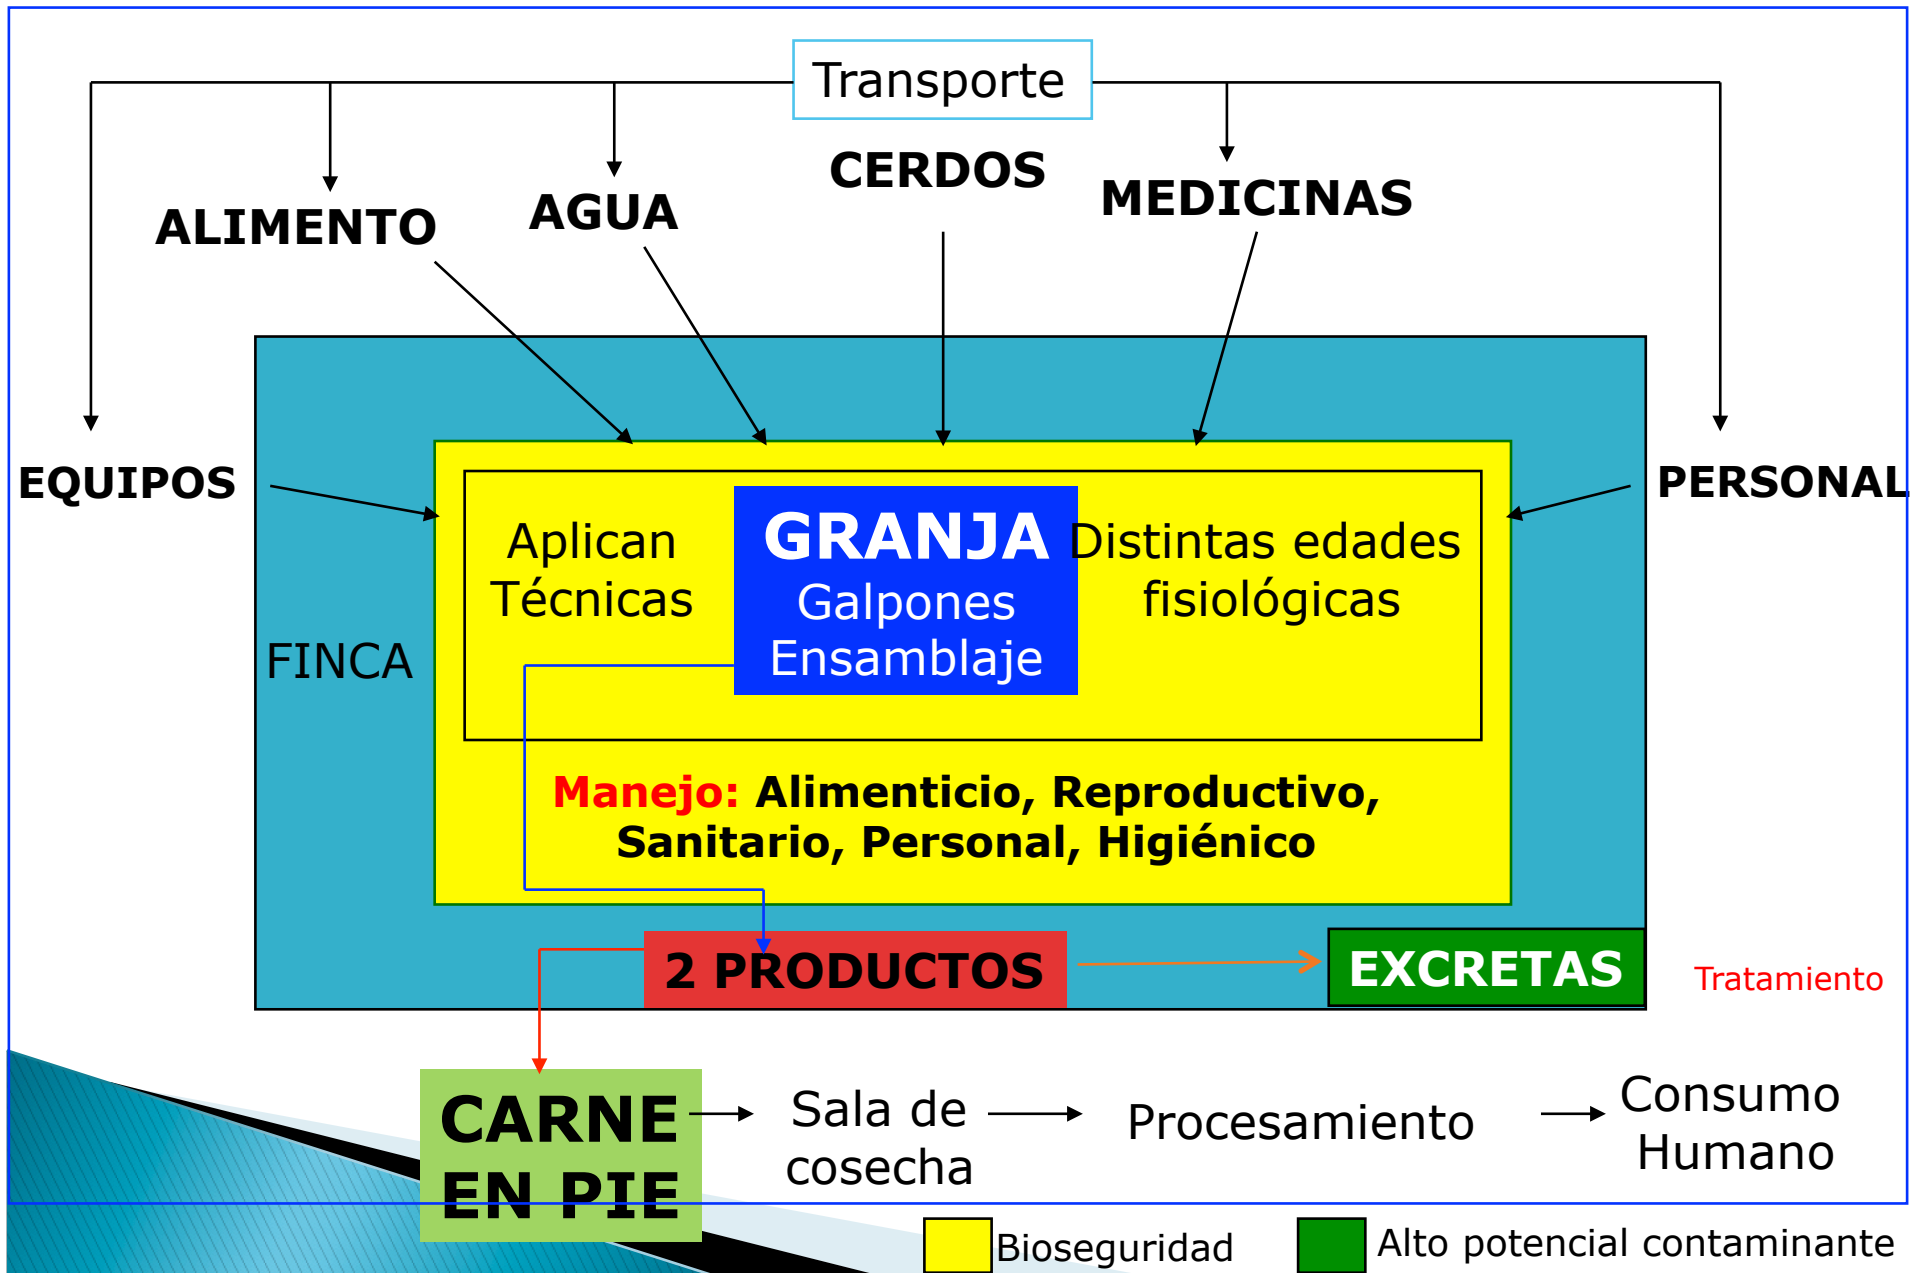 Transporte
CERDOS
MEDICINAS
AGUA
ALIMENTO
EQUIPOS
PERSONAL
Aplican
Técnicas
GRANJA
Galpones
Ensamblaje
Distintas edades
fisiológicas
FINCA
Manejo: Alimenticio, Reproductivo,
Sanitario, Personal, Higiénico
2 PRODUCTOS
EXCRETAS
Tratamiento
CARNE
EN PIE
Sala de
cosecha
Procesamiento
Consumo
Humano
Bioseguridad
Alto potencial contaminante